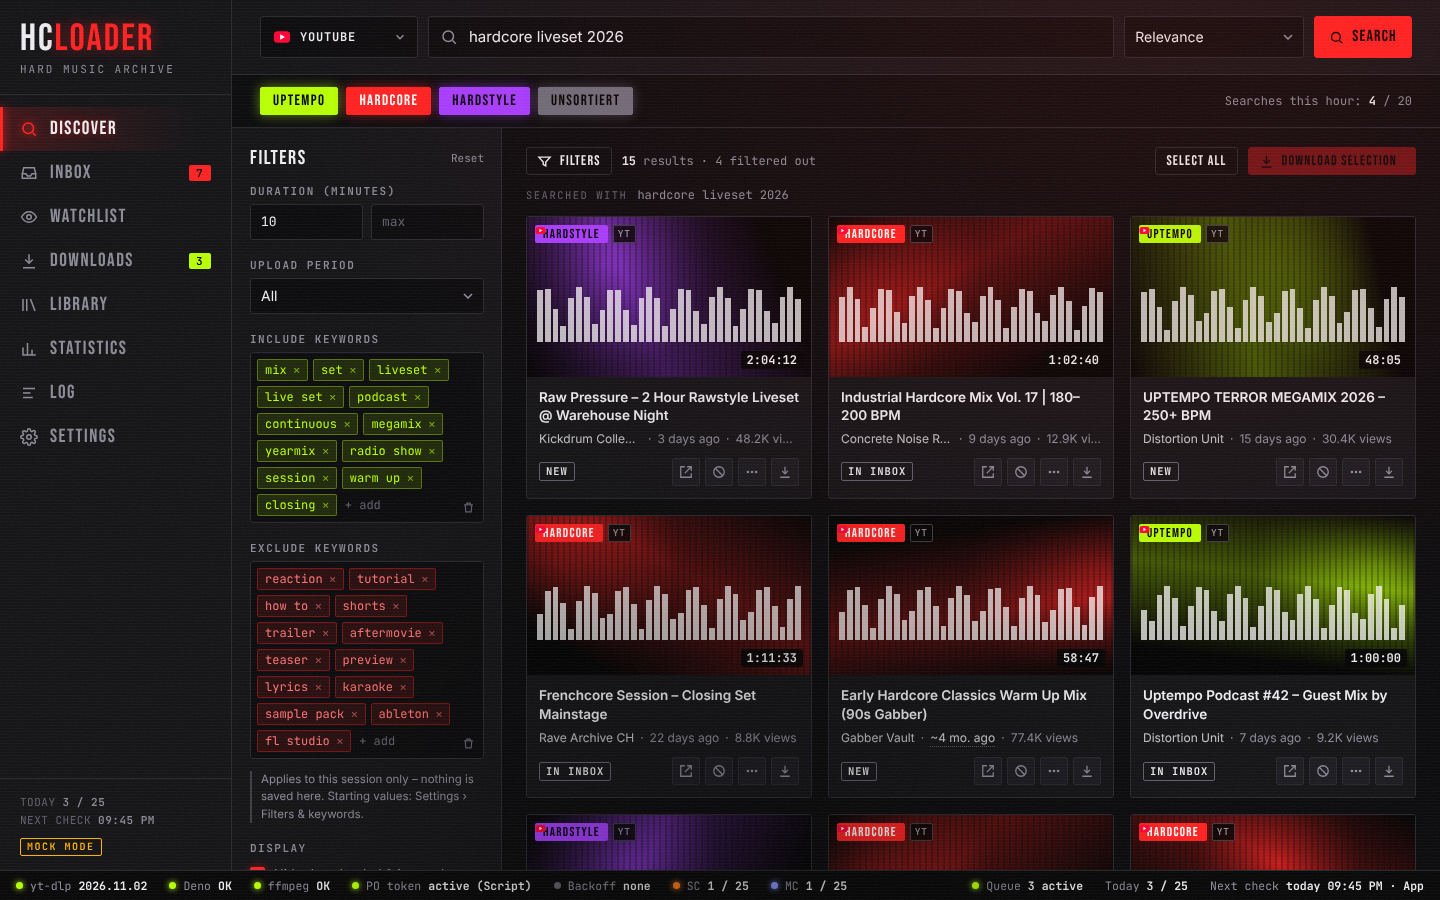 HCLOADER
HARD MUSIC ARCHIVE
DISCOVER
INBOX 7
WATCHLIST
DOWNLOADS 3
LIBRARY
STATISTICS
LOG
SETTINGS
TODAY 3 / 25
NEXT CHECK 09:45 PM
MOCK MODE
YOUTUBE
hardcore liveset 2026
Relevance
SEARCH
UPTEMPO HARDCORE HARDSTYLE UNSORTIERT
Searches this hour: 4 / 20
FILTERS
Reset
DURATION (MINUTES)
10 max
UPLOAD PERIOD
All
INCLUDE KEYWORDS
mix × set × liveset ×
live set × podcast ×
continuous × megamix ×
yearmix × radio show ×
session × warm up ×
closing × + add
EXCLUDE KEYWORDS
reaction × tutorial ×
how to × shorts ×
trailer × aftermovie ×
teaser × preview ×
lyrics × karaoke ×
sample pack × ableton ×
fl studio × + add
Applies to this session only – nothing is
saved here. Starting values: Settings ›
Filters & keywords.
DISPLAY
FILTERS 15 results · 4 filtered out
SELECT ALL DOWNLOAD SELECTION
SEARCHED WITH hardcore liveset 2026
HARDSTYLE YT
2:04:12
Raw Pressure – 2 Hour Rawstyle Liveset
@ Warehouse Night
Kickdrum Colle... · 3 days ago · 48.2K vi...
NEW
HARDCORE YT
1:02:40
Industrial Hardcore Mix Vol. 17 | 180–
200 BPM
Concrete Noise R... · 9 days ago · 12.9K vi...
IN INBOX
UPTEMPO YT
48:05
UPTEMPO TERROR MEGAMIX 2026 –
250+ BPM
Distortion Unit · 15 days ago · 30.4K views
NEW
HARDCORE YT
1:11:33
Frenchcore Session – Closing Set
Mainstage
Rave Archive CH · 22 days ago · 8.8K views
IN INBOX
HARDCORE YT
58:47
Early Hardcore Classics Warm Up Mix
(90s Gabber)
Gabber Vault · ~4 mo. ago · 77.4K views
NEW
UPTEMPO YT
1:00:00
Uptempo Podcast #42 – Guest Mix by
Overdrive
Distortion Unit · 7 days ago · 9.2K views
IN INBOX
HARDSTYLE YT
HARDCORE YT
HARDCORE YT
yt-dlp 2026.11.02 Deno OK ffmpeg OK PO token active (Script) Backoff none SC 1 / 25 MC 1 / 25 Queue 3 active Today 3 / 25 Next check today 09:45 PM · App